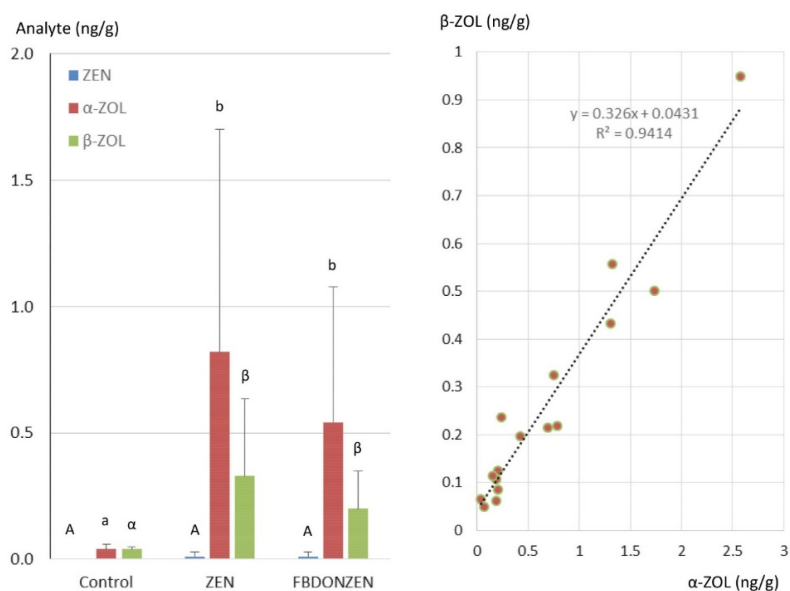 Analyte (ng/g)
2.0
1.5
1.0
0.5
0.0
ZEN
α-ZOL
β-ZOL
b
b
β
β
A
a
α
A
A
Control
ZEN
FBDONZEN
β-ZOL (ng/g)
1
0.9
0.8
0.7
0.6
0.5
0.4
0.3
0.2
0.1
0
y = 0.326x + 0.0431
R² = 0.9414
0
0.5
1
1.5
2
2.5
3
α-ZOL (ng/g)